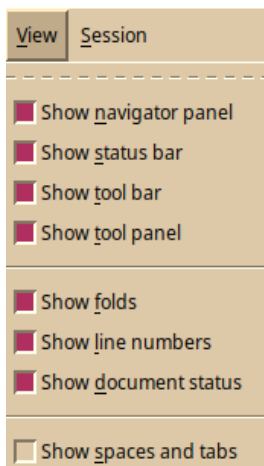 View Session
Show navigator panel
Show status bar
Show tool bar
Show tool panel
Show folds
Show line numbers
Show document status
Show spaces and tabs